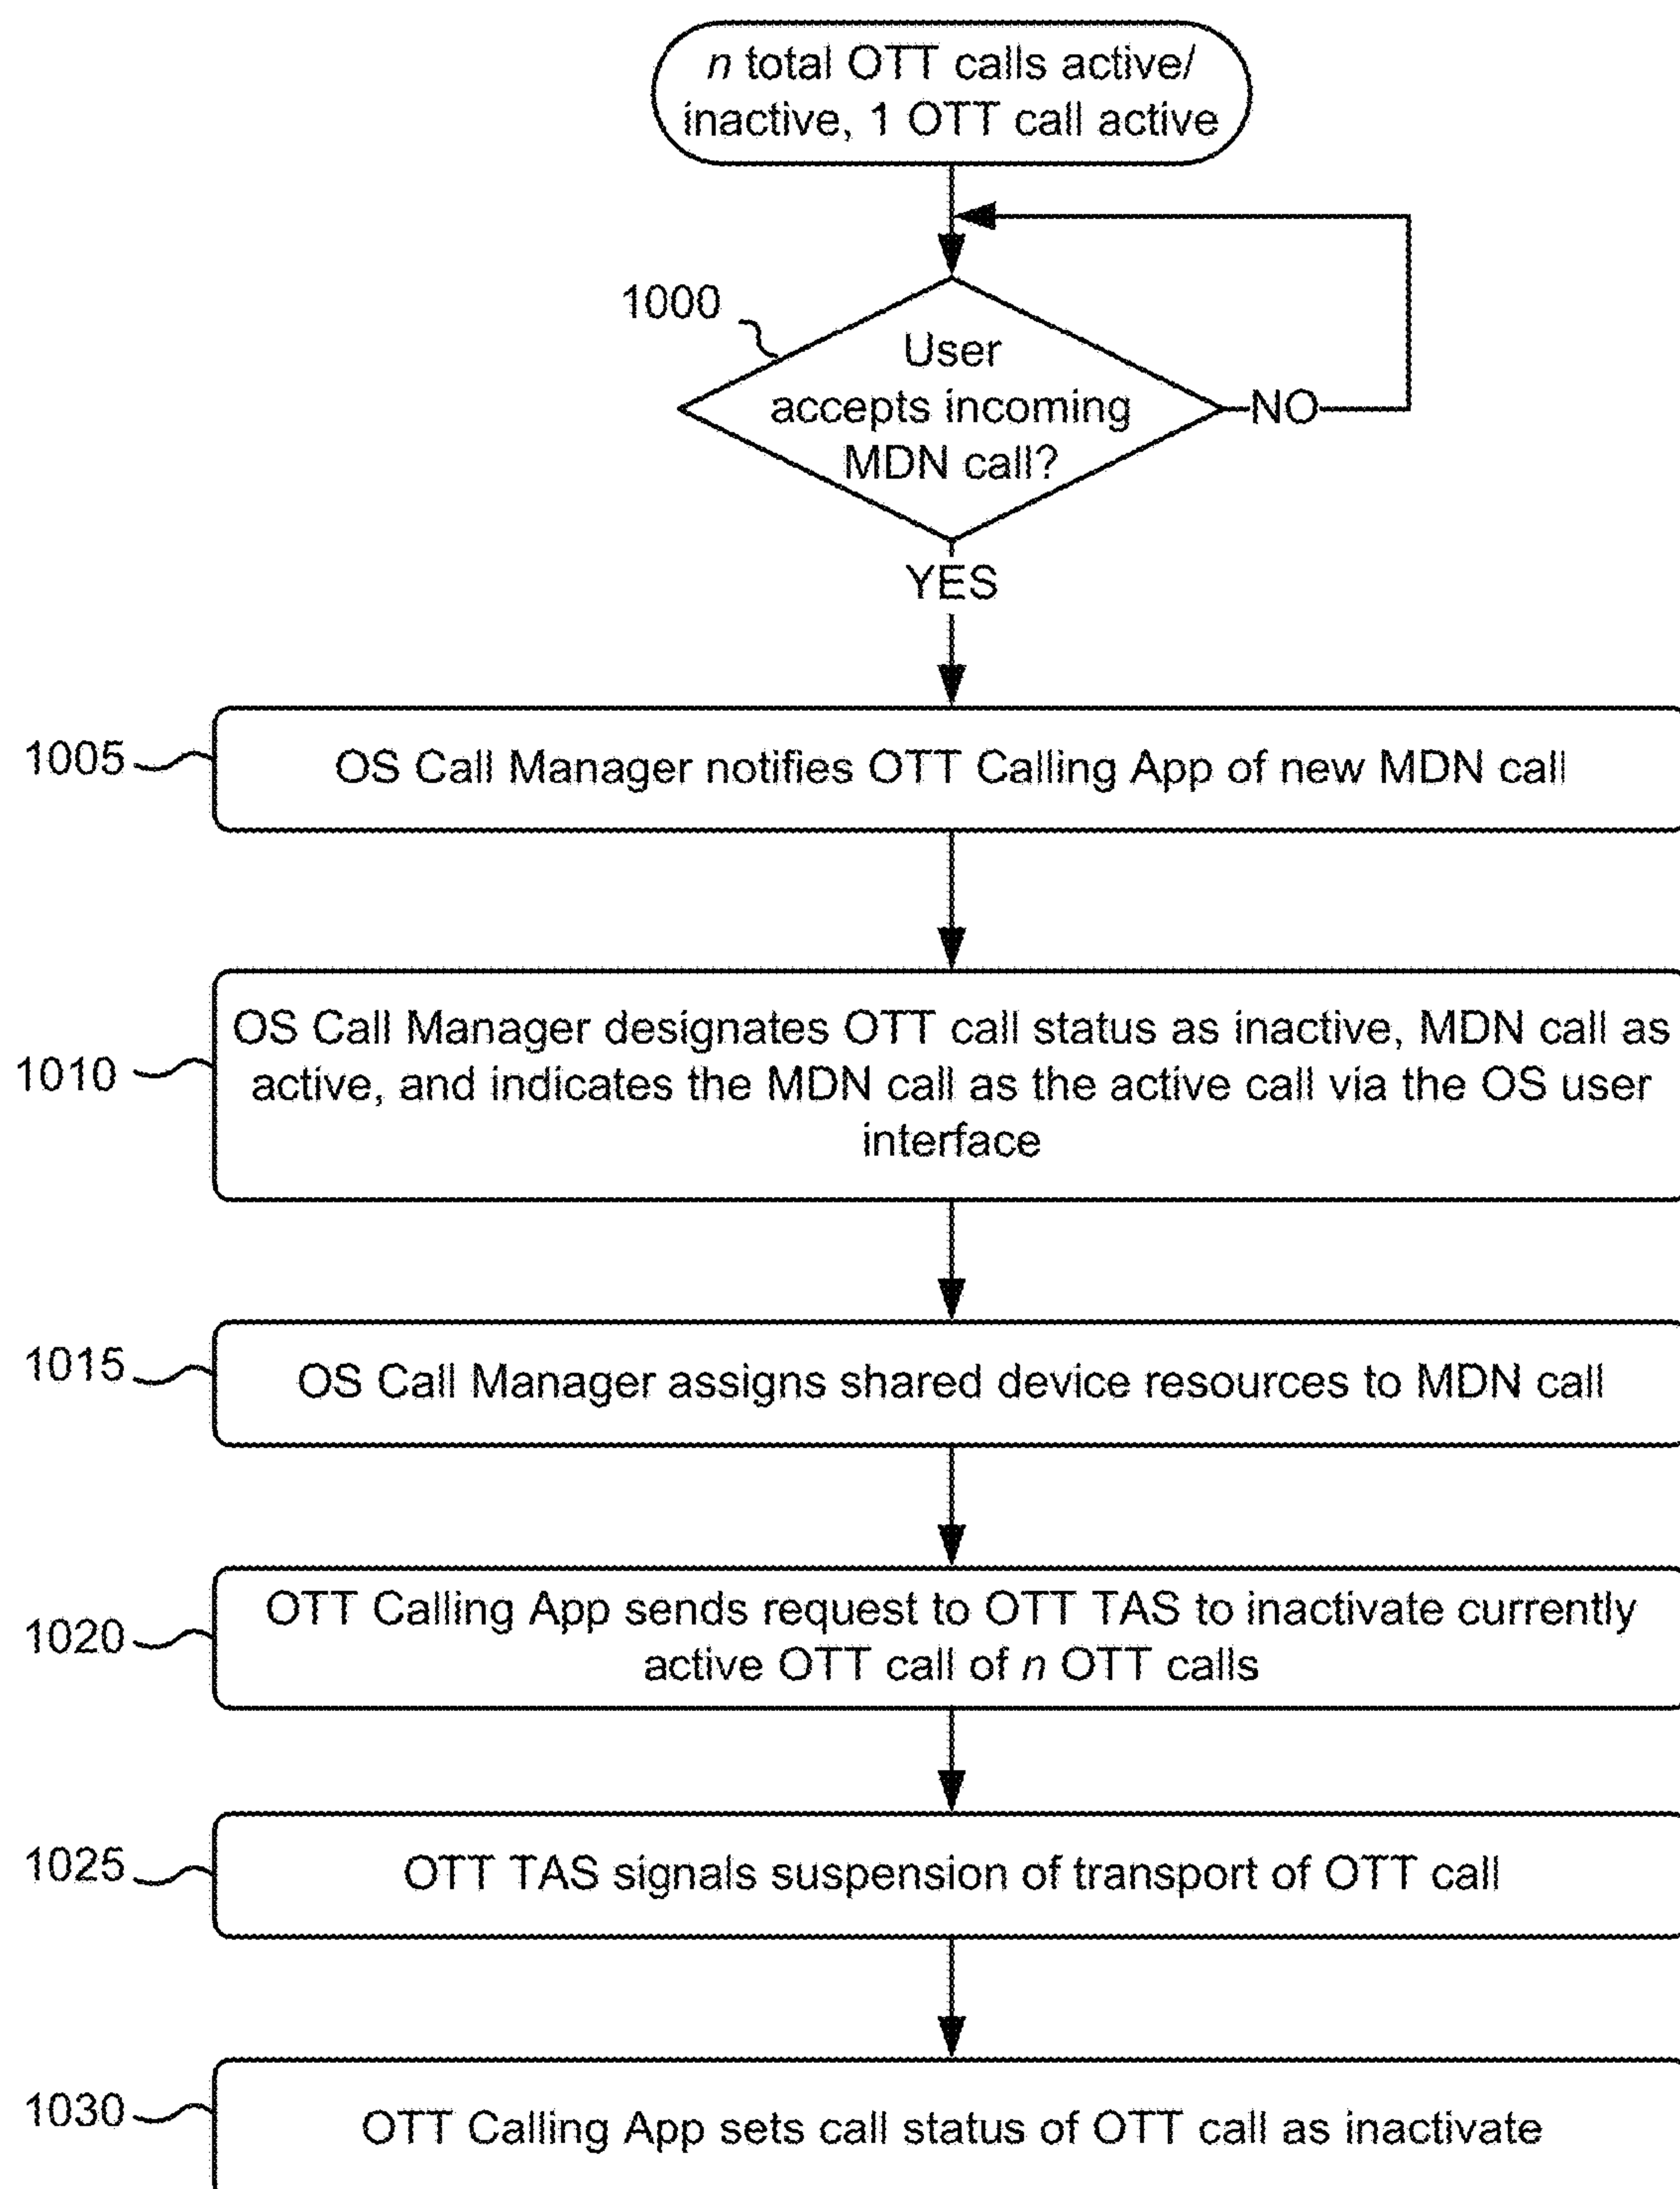 n total OTT calls active/
inactive, 1 OTT call active
1000
User
accepts incoming
MDN call?
NO
YES
1005
OS Call Manager notifies OTT Calling App of new MDN call
OS Call Manager designates OTT call status as inactive, MDN call as
1010
active, and indicates the MDN call as the active call via the OS user
interface
1015
OS Call Manager assigns shared device resources to MDN call
1020
OTT Calling App sends request to OTT TAS to inactivate currently
active OTT call of n OTT calls
1025
OTT TAS signals suspension of transport of OTT call
1030
OTT Calling App sets call status of OTT call as inactivate